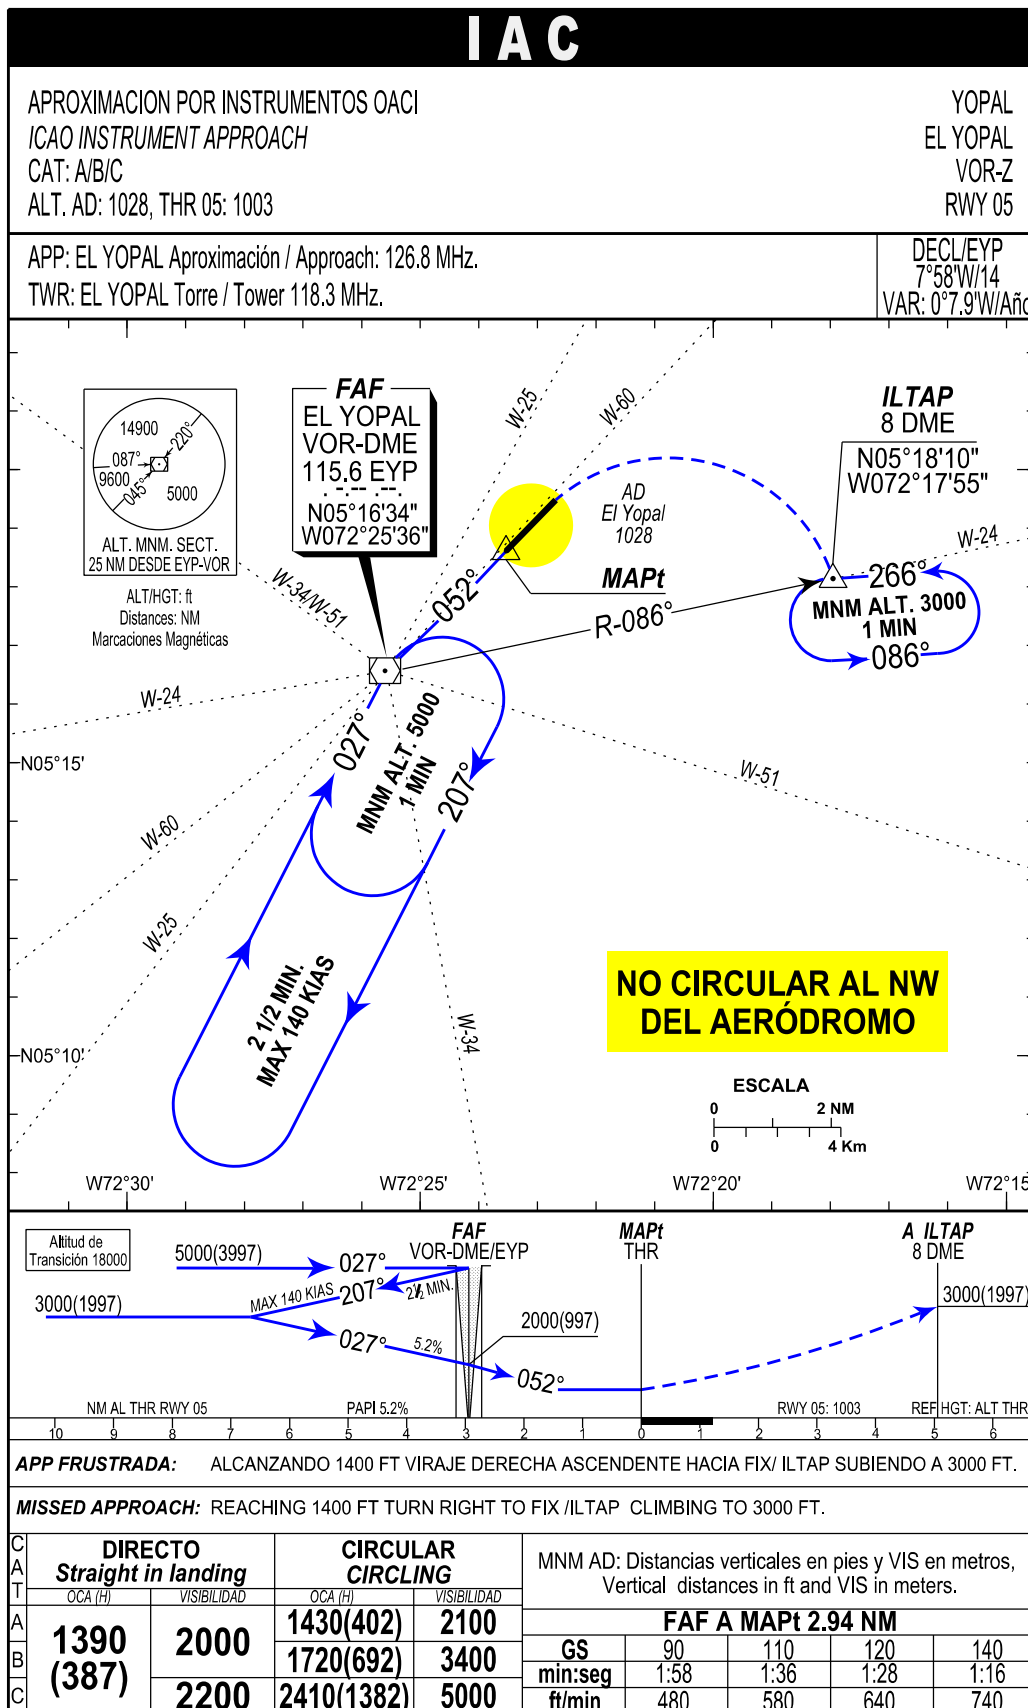 IAC
APROXIMACION POR INSTRUMENTOS OACI
ICAO INSTRUMENT APPROACH
CAT: A/B/C
ALT. AD: 1028, THR 05: 1003
YOPAL
EL YOPAL
VOR-Z
RWY 05
APP: EL YOPAL Aproximación / Approach: 126.8 MHz.
TWR: EL YOPAL Torre / Tower 118.3 MHz.
DECL/EYP
7°58'W/14
VAR: 0°7.9'W/Año
14900
220°
087°
9600
045°
5000
ALT. MNM. SECT.
25 NM DESDE EYP-VOR
ALT/HGT: ft
Distances: NM
Marcaciones Magnéticas
FAF
EL YOPAL
VOR-DME
115.6 EYP
. -.-- .--.
N05°16'34"
W072°25'36"
W-25
W-60
ILTAP
8 DME
N05°18'10"
W072°17'55"
AD
El Yopal
1028
MAPt
W-24
266°
MNM ALT. 3000
1 MIN
086°
R-086°
052°
W-34/W-51
W-24
027°
MNM ALT. 5000
1 MIN
207°
N05°15'
W-51
W-60
W-25
2 1/2 MIN.
MAX 140 KIAS
W-34
NO CIRCULAR AL NW
DEL AERÓDROMO
N05°10'
ESCALA
0 2 NM
0 4 Km
W72°30' W72°25' W72°20' W72°15'
Altitud de
Transición 18000
FAF
VOR-DME/EYP
MAPt
THR
A ILTAP
8 DME
5000(3997)
027°
MAX 140 KIAS
207°
2½ MIN.
3000(1997)
3000(1997)
2000(997)
027°
5.2%
052°
NM AL THR RWY 05
PAPI 5.2%
RWY 05: 1003
REF HGT: ALT THR
10 9 8 7 6 5 4 3 2 1 0 1 2 3 4 5 6
APP FRUSTRADA: ALCANZANDO 1400 FT VIRAJE DERECHA ASCENDENTE HACIA FIX/ ILTAP SUBIENDO A 3000 FT.
MISSED APPROACH: REACHING 1400 FT TURN RIGHT TO FIX /ILTAP CLIMBING TO 3000 FT.
CAT
DIRECTO
Straight in landing
CIRCULAR
CIRCLING
OCA (H) VISIBILIDAD OCA (H) VISIBILIDAD
MNM AD: Distancias verticales en pies y VIS en metros,
Vertical distances in ft and VIS in meters.
A 1390 (387) 2000 1430(402) 2100
B 1720(692) 3400
C 2200 2410(1382) 5000
FAF A MAPt 2.94 NM
GS 90 110 120 140
min:seg 1:58 1:36 1:28 1:16
ft/min 480 580 640 740